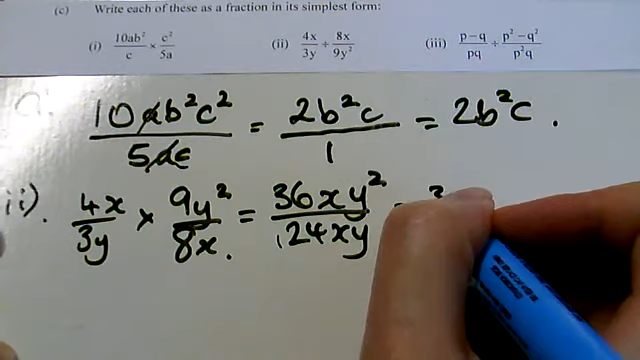 (c) Write each of these as a fraction in its simplest form:
(i) 10ab²/c × c²/5a (ii) 4x/3y ÷ 8x/9y² (iii) p-q/pq ÷ p²-q²/p²q
10ab²c²/5ac = 2b²c/1 = 2b²c.
ii). 4x/3y × 9y²/8x. = 36xy²/24xy =